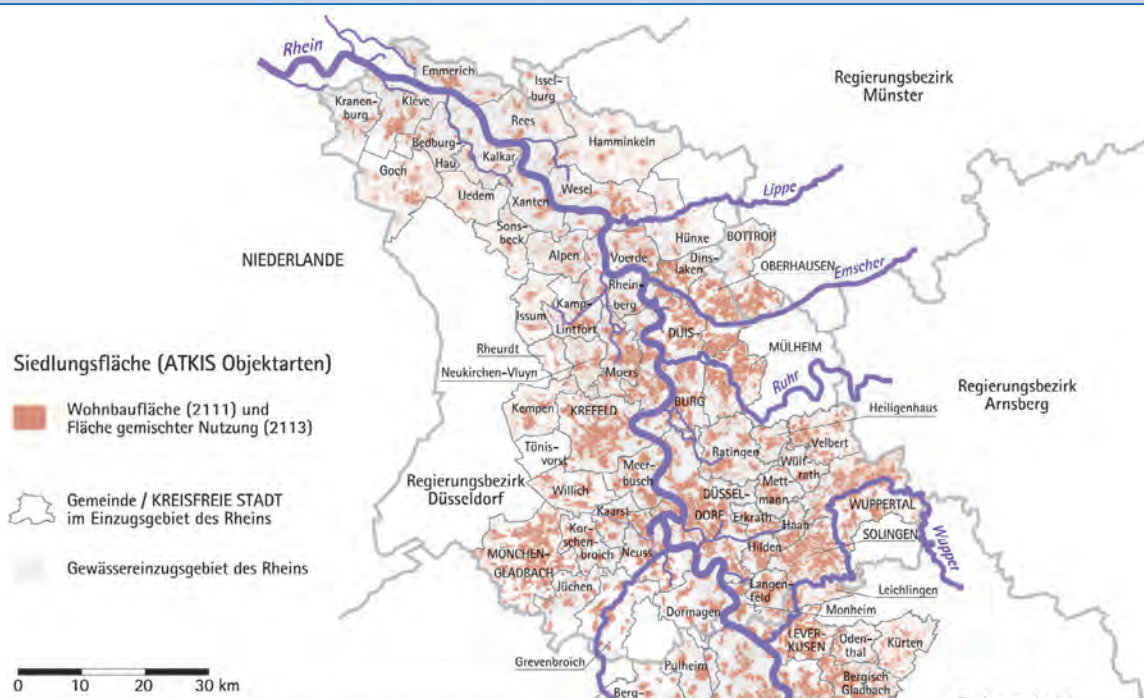 Rhein
Emmerich
Issel-
burg
Regierungsbezirk
Münster
Kranen-
burg
Kleve
Rees
Hamminkeln
Bedburg-
Hau
Kalkar
Goch
Uedem
Wesel
Lippe
Xanten
Sons-
beck
Hünxe
BOTTROP
NIEDERLANDE
Alpen
Voerde
Dins-
laken
OBERHAUSEN
Emscher
Rhein-
berg
Kamp-
Lintfort
Issum
DUIS-
BURG
MÜLHEIM
Siedlungsfläche (ATKIS Objektarten)
Rheurdt
Neukirchen-Vluyn
Moers
Ruhr
Regierungsbezirk
Arnsberg
Wohnbaufläche (2111) und
Fläche gemischter Nutzung (2113)
Kempen
KREFELD
Heiligenhaus
Tönis-
vorst
Ratingen
Velbert
Wülf-
rath
Meer-
busch
Mett-
mann
Regierungsbezirk
Düsseldorf
Willich
DÜSSEL-
DORF
WUPPERTAL
Gemeinde / KREISFREIE STADT
im Einzugsgebiet des Rheins
Kaarst
Erkrath
Haan
Kor-
schenbroich
SOLINGEN
Wupper
MÖNCHEN-
GLADBACH
Neuss
Hilden
Gewässereinzugsgebiet des Rheins
Jüchen
Langen-
feld
Leichlingen
Dormagen
Monheim
LEVER-
KUSEN
Oden-
thal
Kürten
Grevenbroich
Pulheim
Bergisch
Gladbach
Berg-
0 10 20 30 km